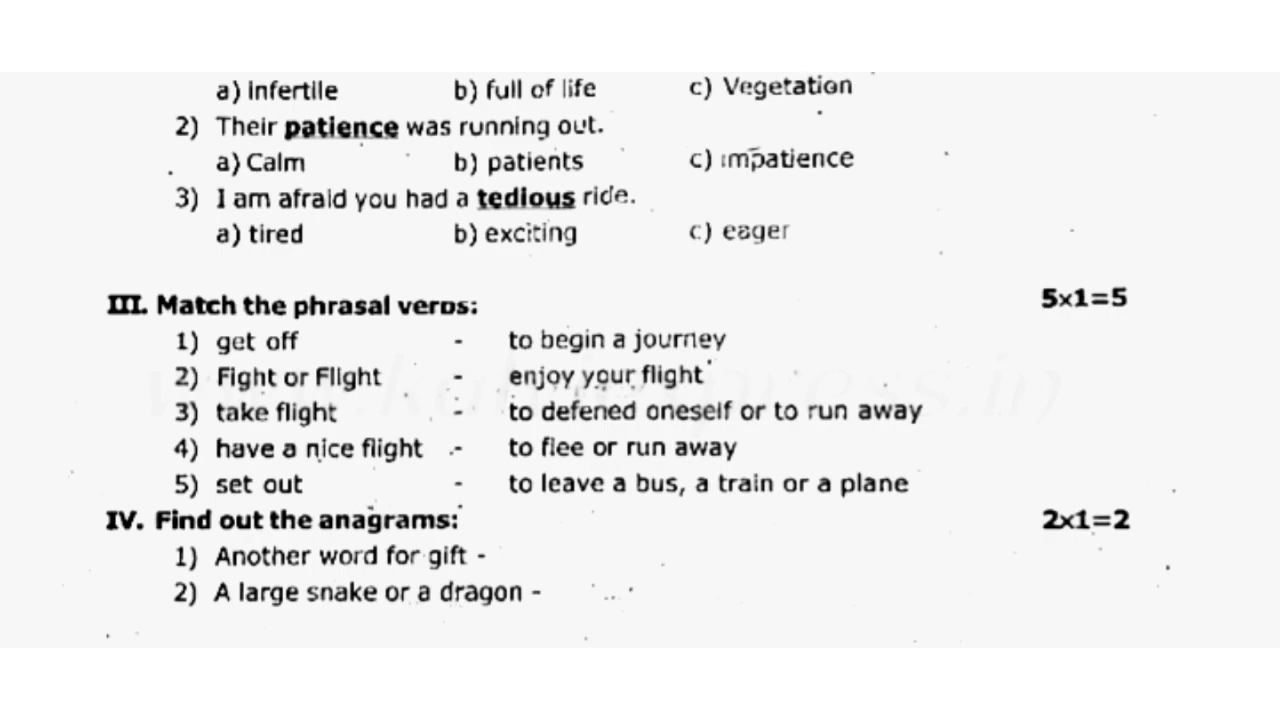 a) infertile b) full of life c) Vegetation
2) Their patience was running out.
a) Calm b) patients c) impatience
3) I am afraid you had a tedious ride.
a) tired b) exciting c) eager
III. Match the phrasal verbs: 5x1=5
1) get off - to begin a journey
2) Fight or Flight - enjoy your flight
3) take flight - to defened oneself or to run away
4) have a nice flight - to flee or run away
5) set out - to leave a bus, a train or a plane
IV. Find out the anagrams: 2x1=2
1) Another word for gift -
2) A large snake or a dragon -